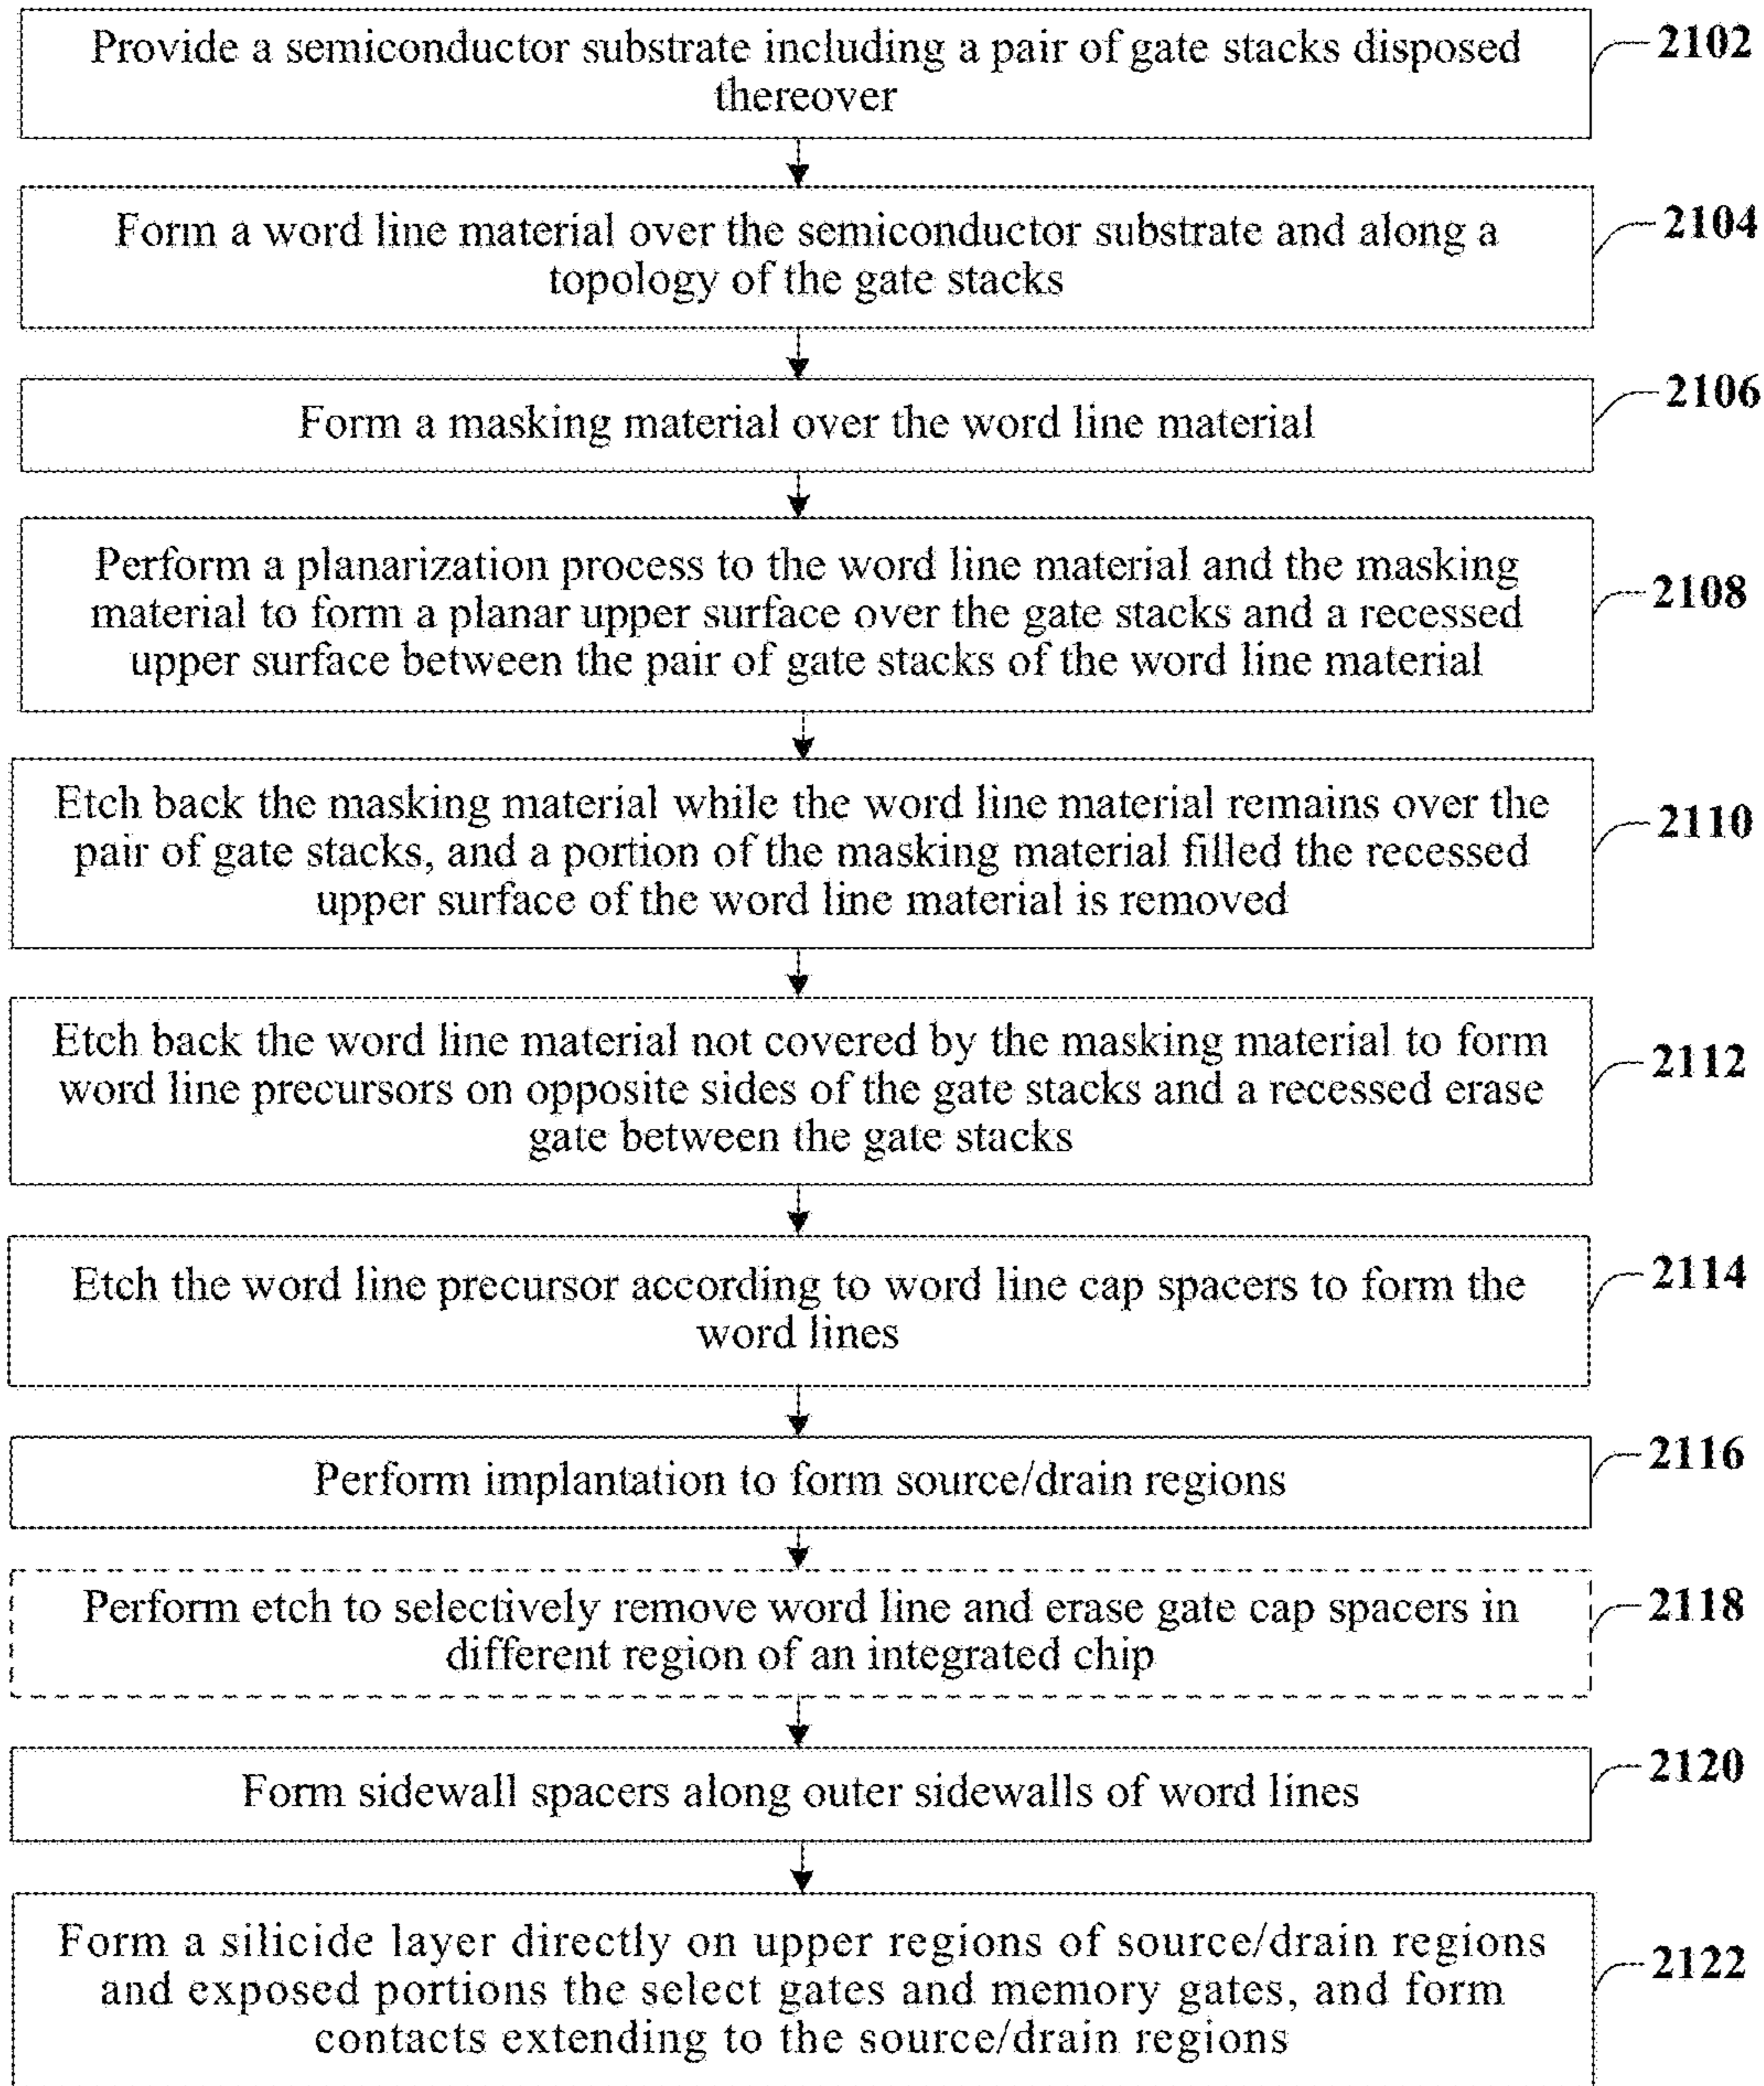 Provide a semiconductor substrate including a pair of gate stacks disposed
thereover
2102
Form a word line material over the semiconductor substrate and along a
topology of the gate stacks
2104
Form a masking material over the word line material
2106
Perform a planarization process to the word line material and the masking
material to form a planar upper surface over the gate stacks and a recessed
upper surface between the pair of gate stacks of the word line material
2108
Etch back the masking material while the word line material remains over the
pair of gate stacks, and a portion of the masking material filled the recessed
upper surface of the word line material is removed
2110
Etch back the word line material not covered by the masking material to form
word line precursors on opposite sides of the gate stacks and a recessed erase
gate between the gate stacks
2112
Etch the word line precursor according to word line cap spacers to form the
word lines
2114
Perform implantation to form source/drain regions
2116
Perform etch to selectively remove word line and erase gate cap spacers in
different region of an integrated chip
2118
Form sidewall spacers along outer sidewalls of word lines
2120
Form a silicide layer directly on upper regions of source/drain regions
and exposed portions the select gates and memory gates, and form
contacts extending to the source/drain regions
2122